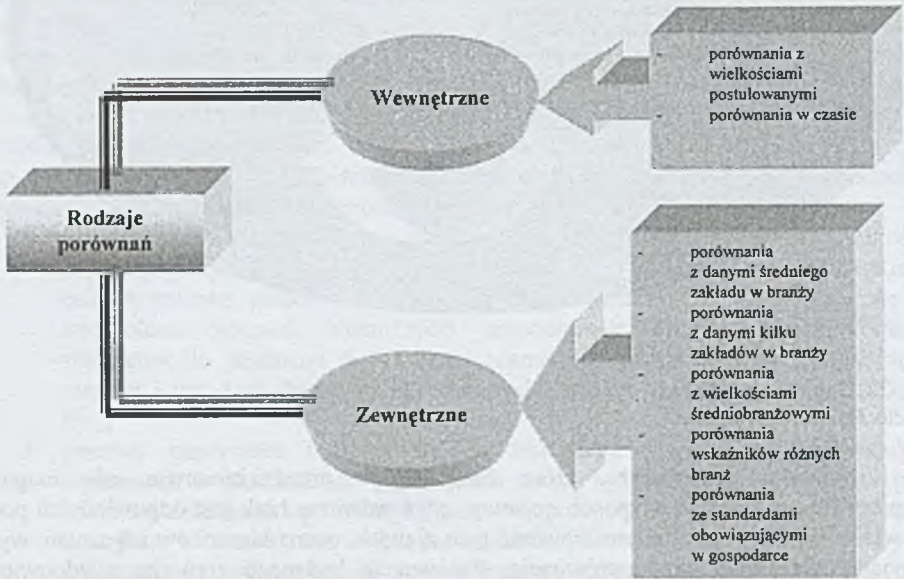 Rodzaje
porównań
Wewnętrzne
- porównania z
wielkościami
postulowanymi
- porównania w czasie
Zewnętrzne
- porównania
z danymi średniego
zakładu w branży
- porównania
z danymi kilku
zakładów w branży
- porównania
z wielkościami
średniobranżowymi
- porównania
wskaźników różnych
branż
- porównania
ze standardami
obowiązującymi
w gospodarce